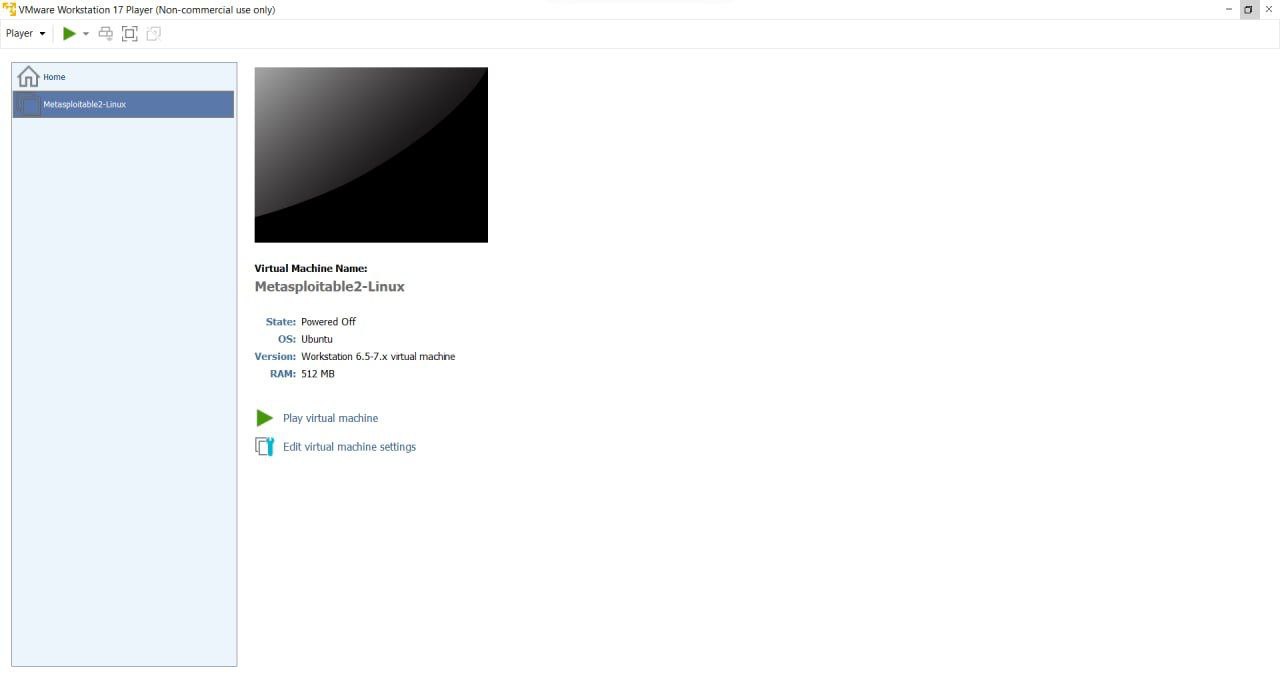 VMware Workstation 17 Player (Non-commercial use only)
Player
Home
Metasploitable2-Linux
Virtual Machine Name:
Metasploitable2-Linux
State: Powered Off
OS: Ubuntu
Version: Workstation 6.5-7.x virtual machine
RAM: 512 MB
Play virtual machine
Edit virtual machine settings